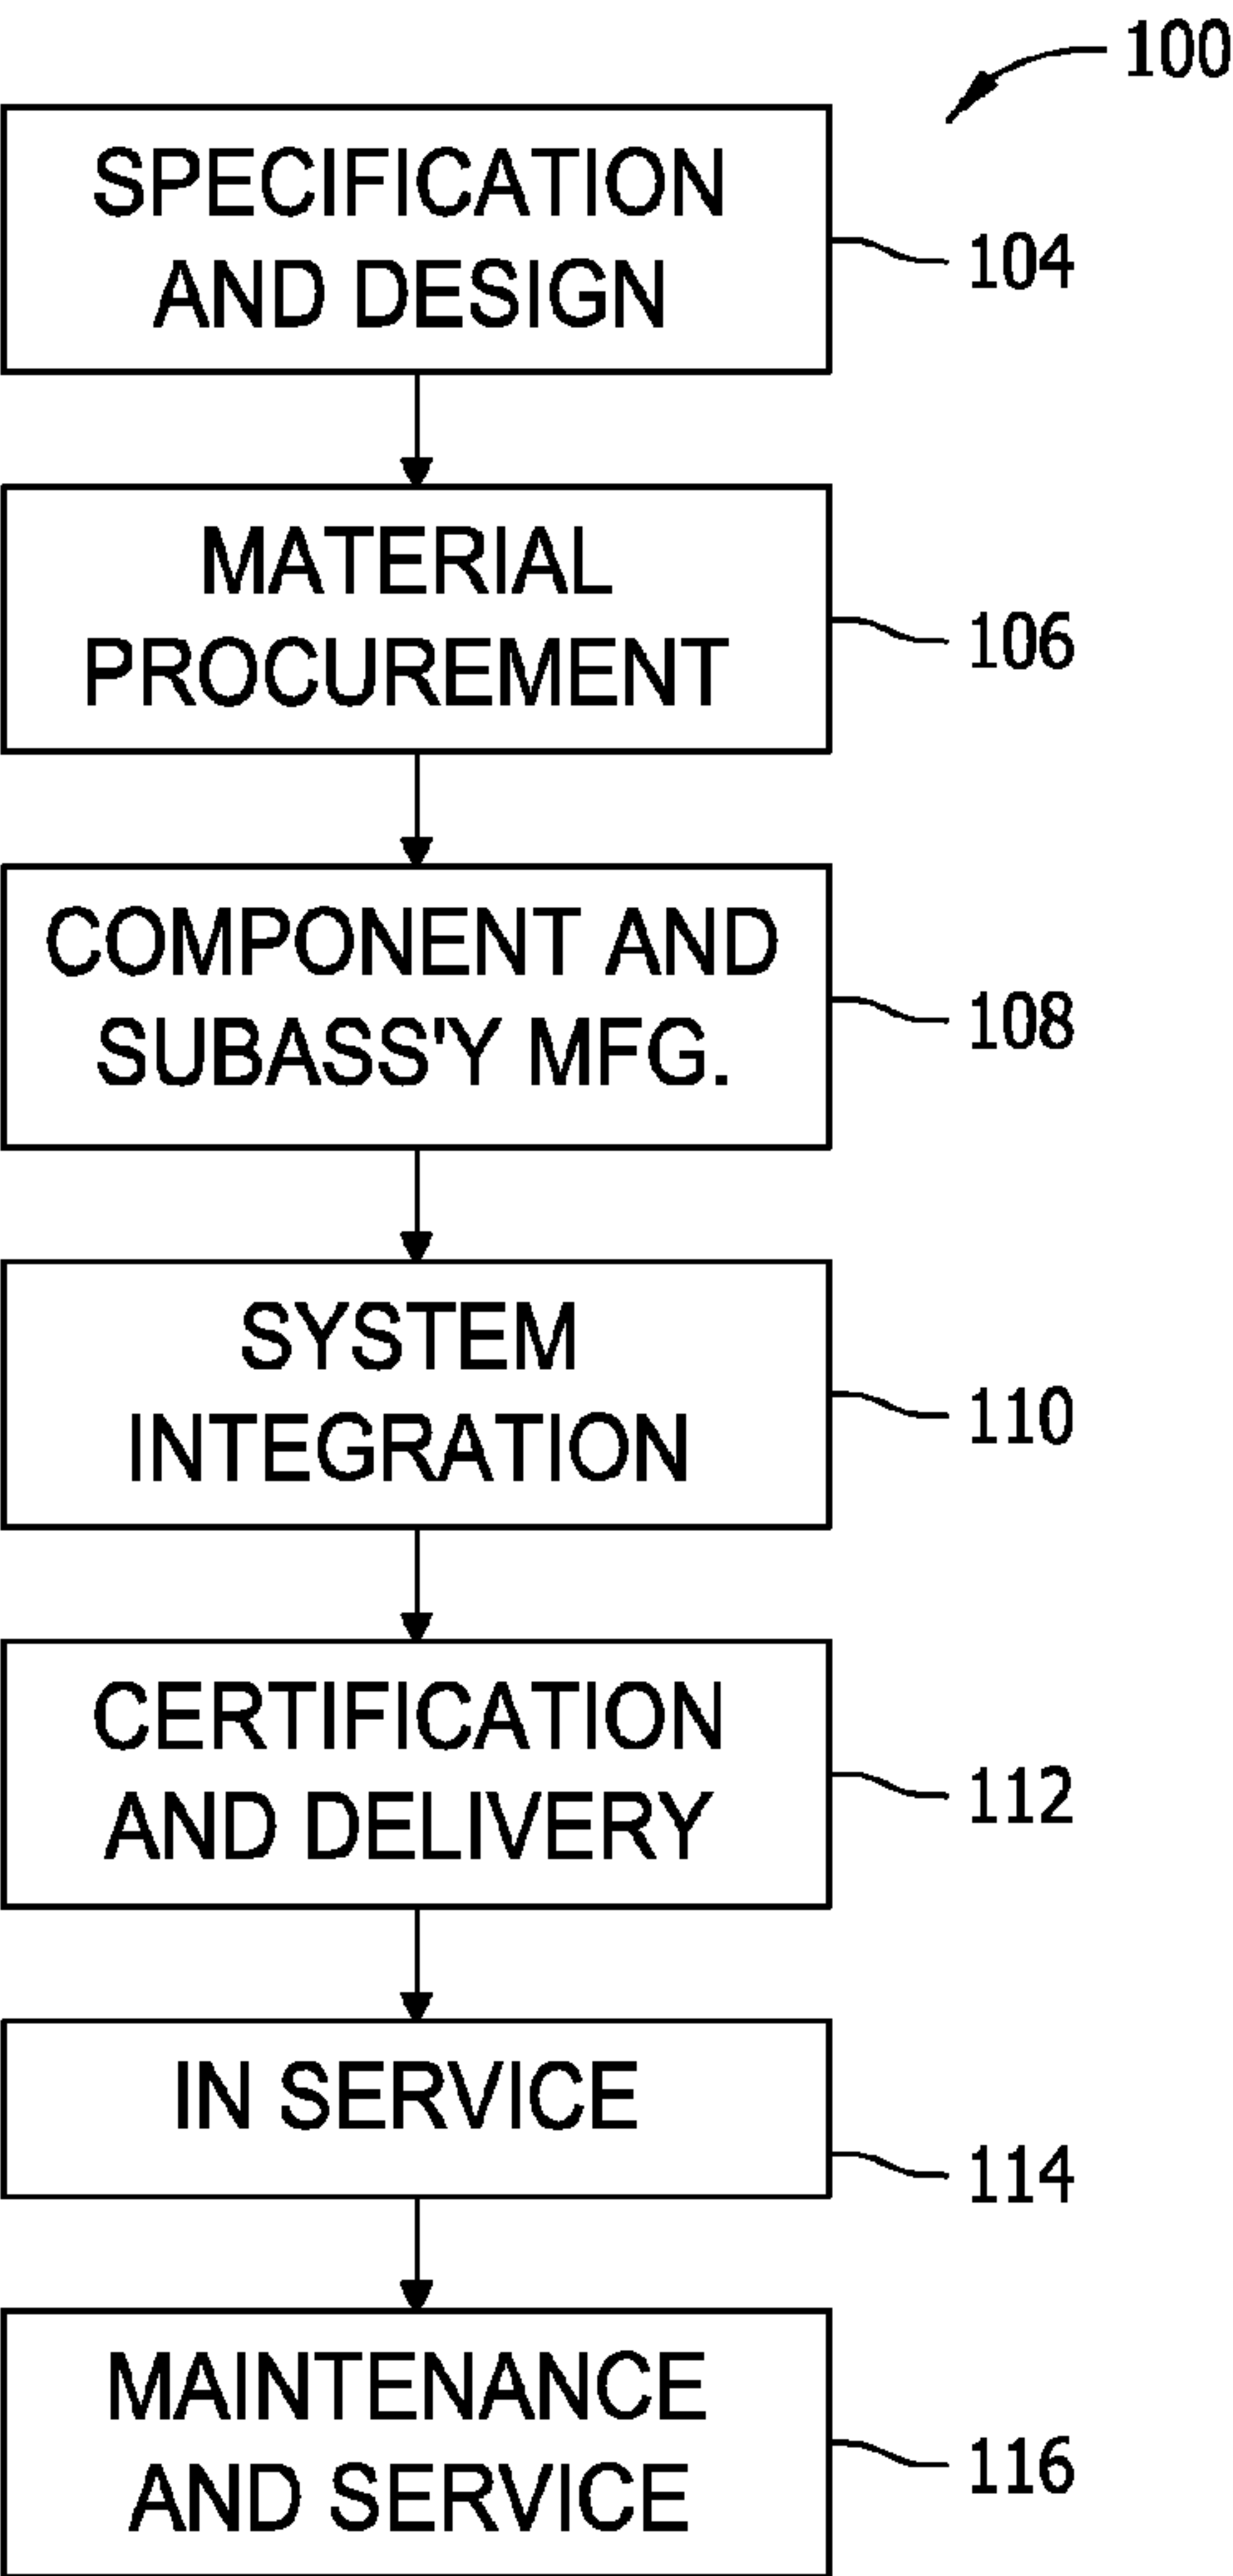 100
SPECIFICATION
AND DESIGN
104
MATERIAL
PROCUREMENT
106
COMPONENT AND
SUBASS'Y MFG.
108
SYSTEM
INTEGRATION
110
CERTIFICATION
AND DELIVERY
112
IN SERVICE
114
MAINTENANCE
AND SERVICE
116